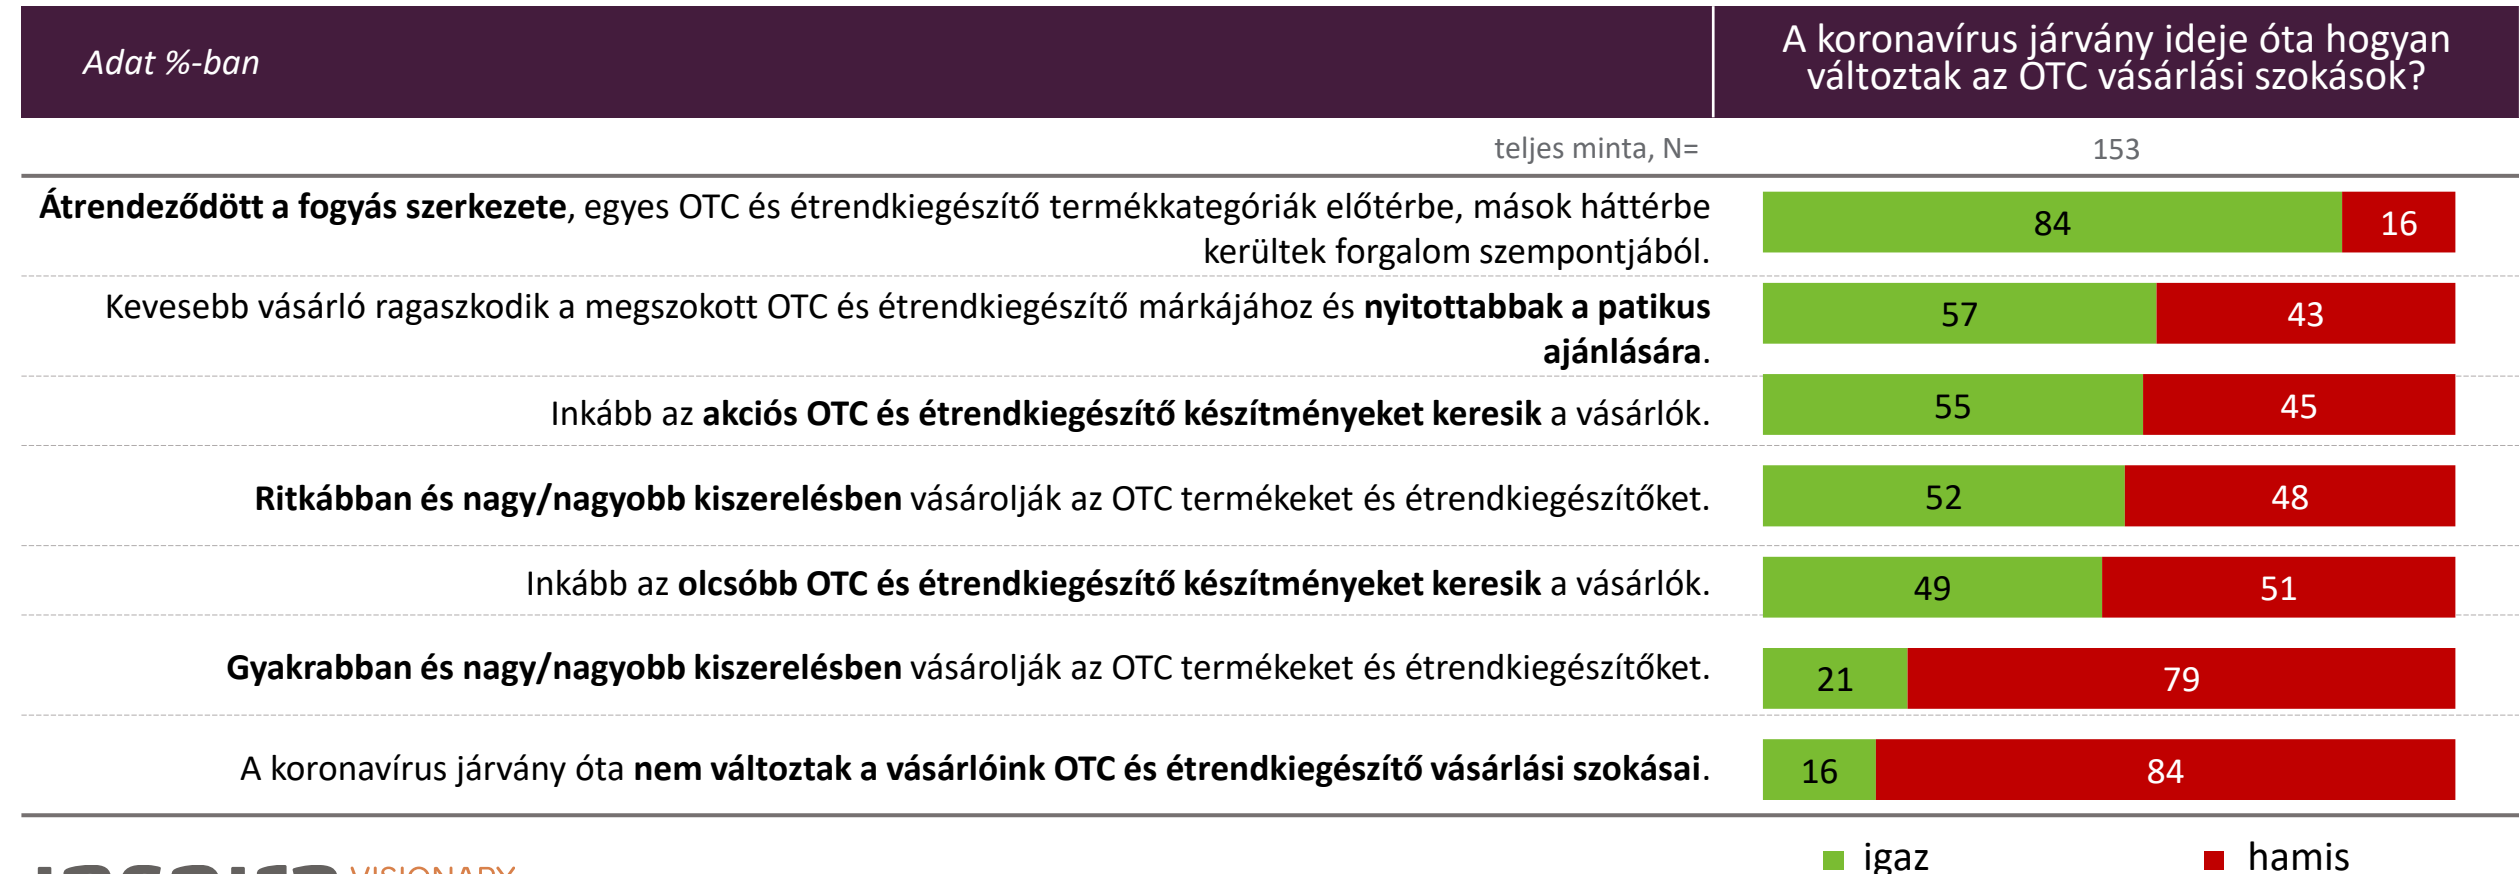 Adat %-ban
A koronavírus járvány ideje óta hogyan
változtak az OTC vásárlási szokások?
teljes minta, N=
153
Átrendeződött a fogyás szerkezete, egyes OTC és étrendkiegészítő termékkategóriák előtérbe, mások háttérbe
kerültek forgalom szempontjából.
84
16
Kevesebb vásárló ragaszkodik a megszokott OTC és étrendkiegészítő márkájához és nyitottabbak a patikus
ajánlására.
57
43
Inkább az akciós OTC és étrendkiegészítő készítményeket keresik a vásárlók.
55
45
Ritkábban és nagy/nagyobb kiszerelésben vásárolják az OTC termékeket és étrendkiegészítőket.
52
48
Inkább az olcsóbb OTC és étrendkiegészítő készítményeket keresik a vásárlók.
49
51
Gyakrabban és nagy/nagyobb kiszerelésben vásárolják az OTC termékeket és étrendkiegészítőket.
21
79
A koronavírus járvány óta nem változtak a vásárlóink OTC és étrendkiegészítő vásárlási szokásai.
16
84
igaz
hamis
VISIONARY